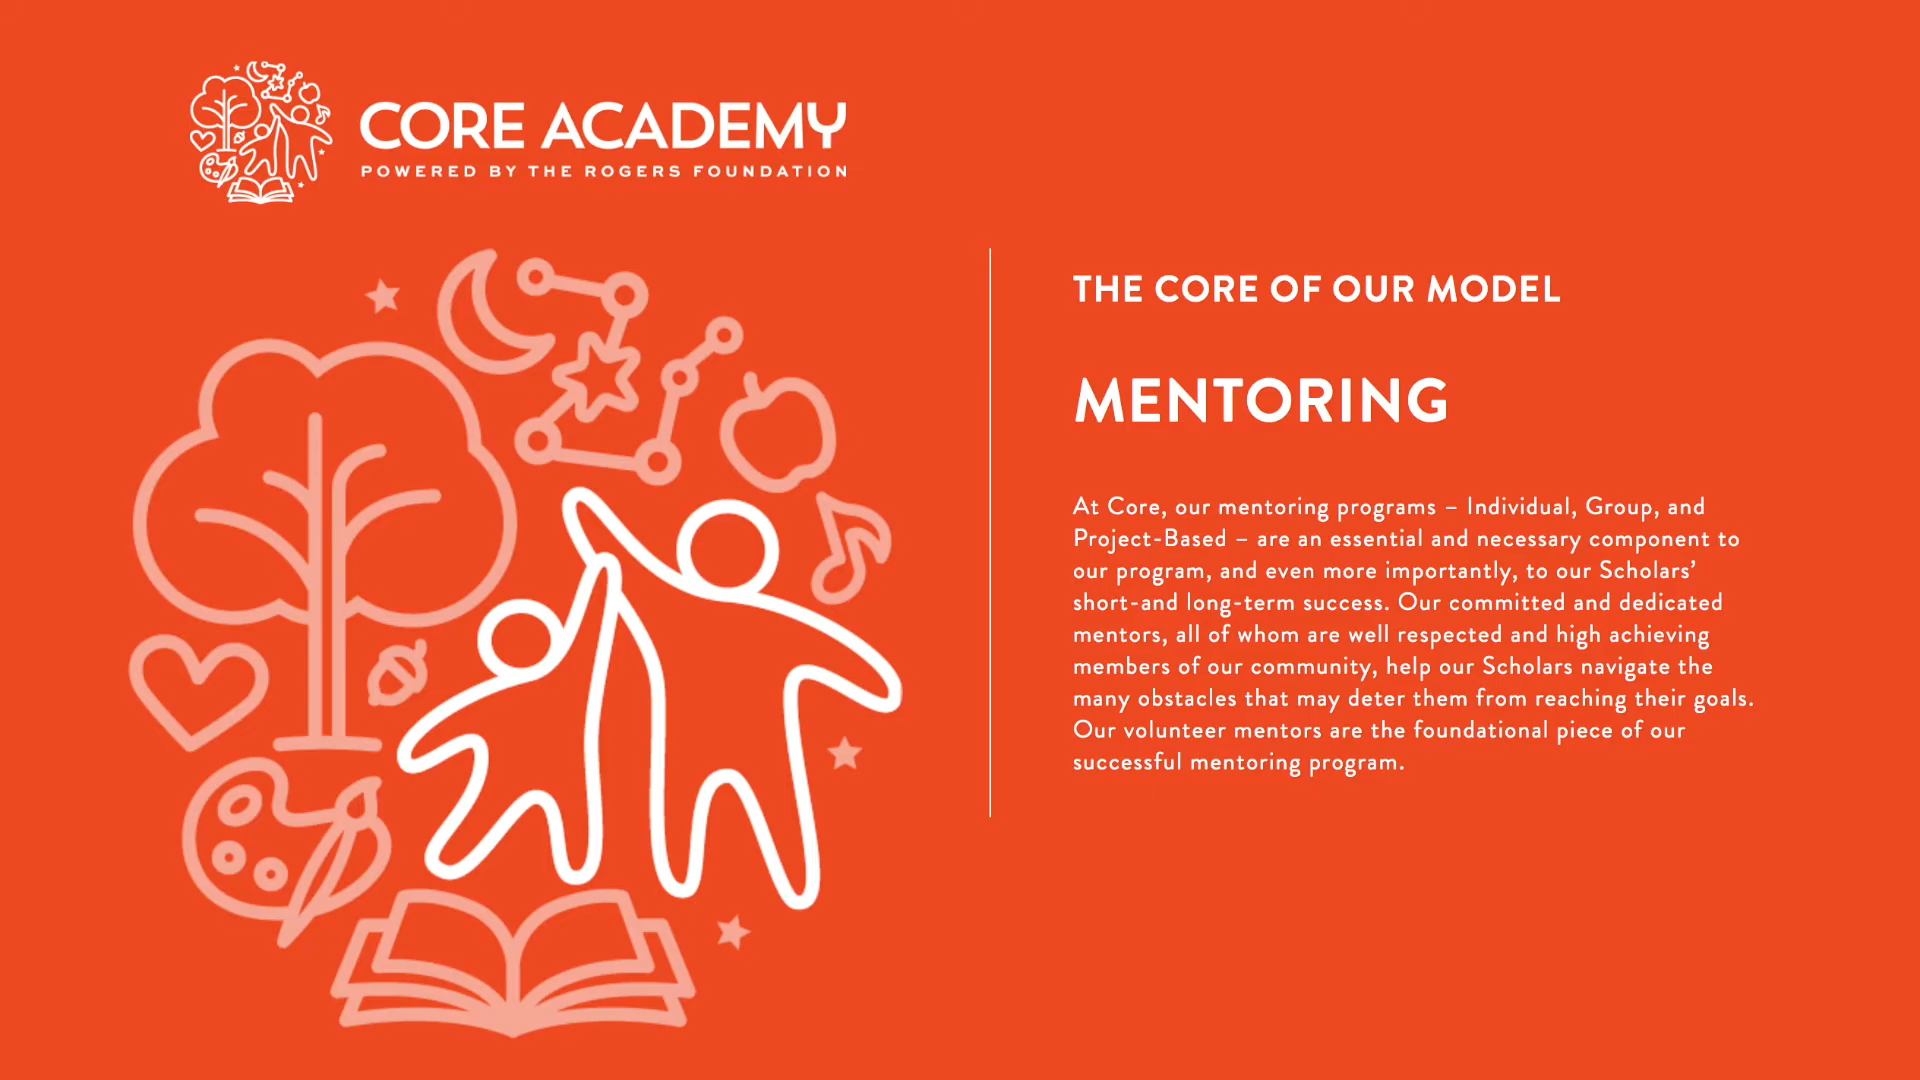 CORE ACADEMY
POWERED BY THE ROGERS FOUNDATION
THE CORE OF OUR MODEL
MENTORING
At Core, our mentoring programs – Individual, Group, and
Project-Based – are an essential and necessary component to
our program, and even more importantly, to our Scholars’
short-and long-term success. Our committed and dedicated
mentors, all of whom are well respected and high achieving
members of our community, help our Scholars navigate the
many obstacles that may deter them from reaching their goals.
Our volunteer mentors are the foundational piece of our
successful mentoring program.